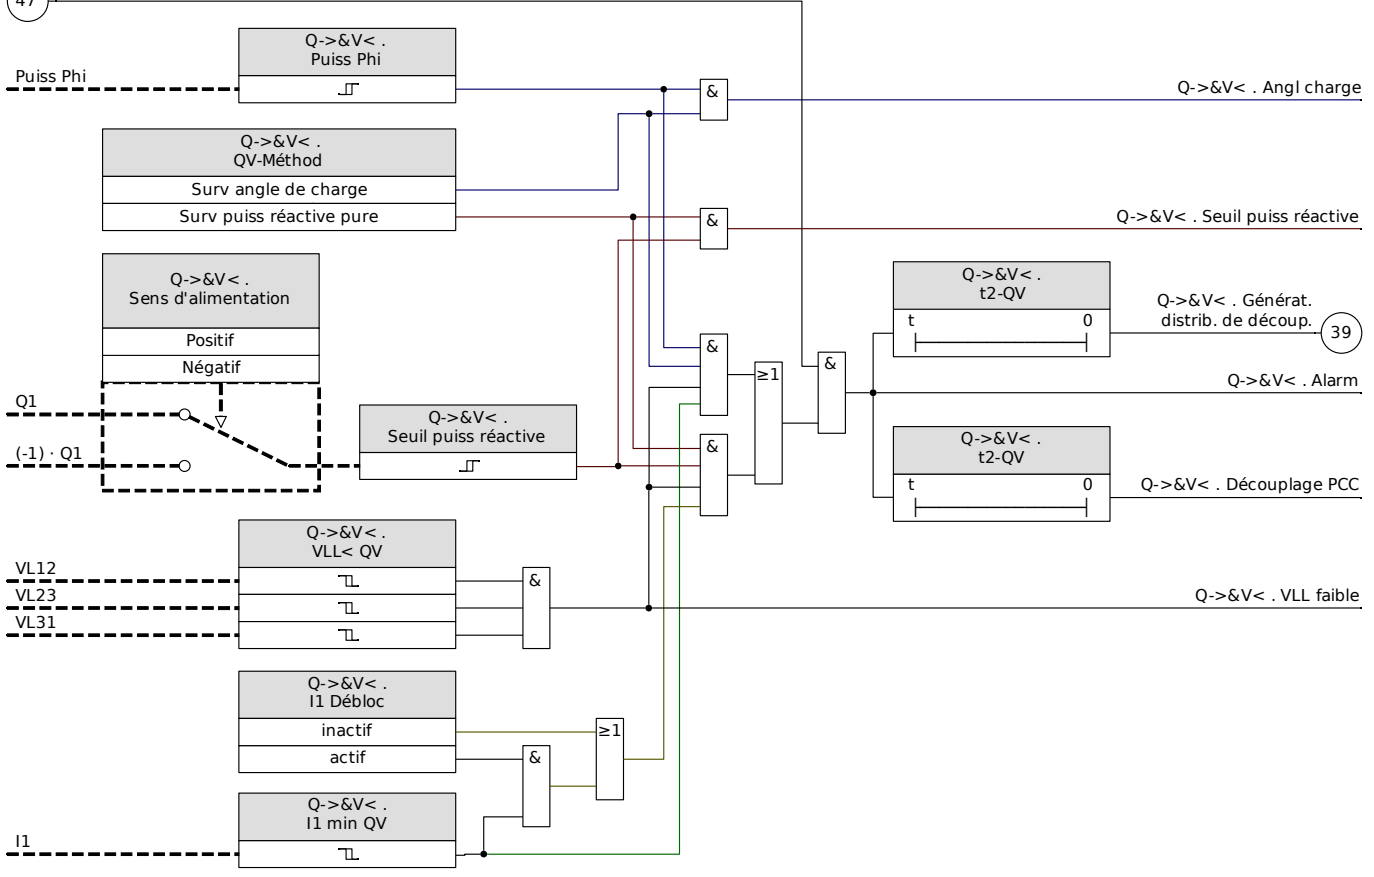 47
Q->&V< .
Puiss Phi
Puiss Phi
&
Q->&V< . Angl charge
Q->&V< .
QV-Méthod
Surv angle de charge
Surv puiss réactive pure
&
Q->&V< . Seuil puiss réactive
Q->&V< .
Sens d'alimentation
Positif
Négatif
Q1
(-1) · Q1
Q->&V< .
Seuil puiss réactive
&
&
≥1
&
Q->&V< .
t2-QV
t 0
Q->&V< . Générat.
distrib. de découp.
39
Q->&V< . Alarm
Q->&V< .
t2-QV
t 0
Q->&V< . Découplage PCC
Q->&V< .
VLL< QV
VL12
VL23
VL31
&
Q->&V< . VLL faible
Q->&V< .
I1 Débloc
inactif
actif
&
≥1
Q->&V< .
I1 min QV
I1